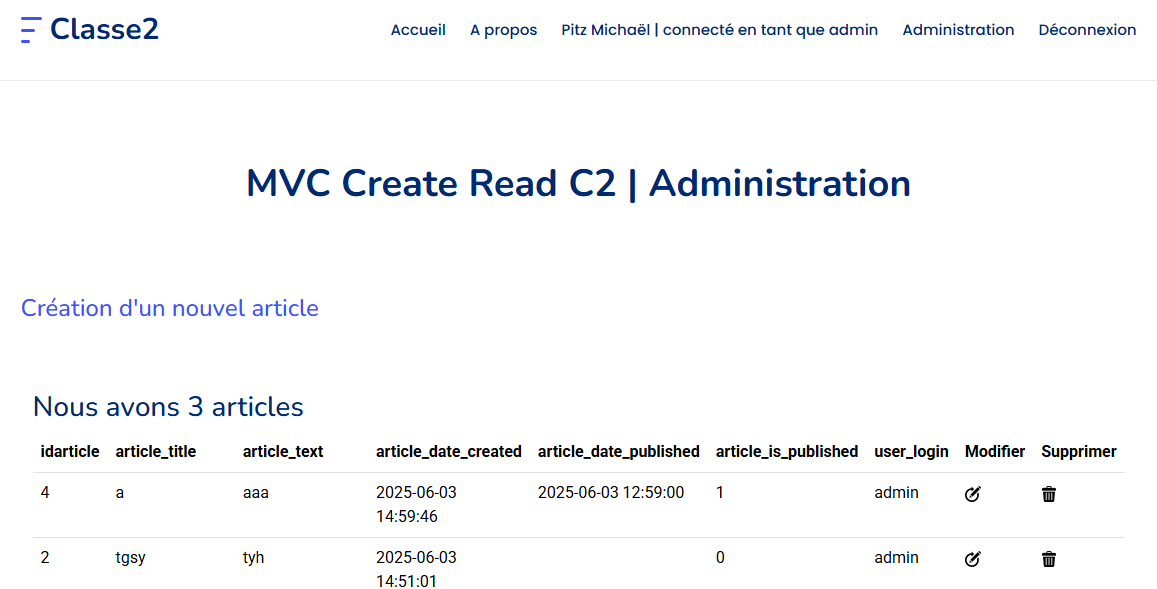 Classe2 Accueil A propos Pitz Michaël | connecté en tant que admin Administration Déconnexion
MVC Create Read C2 | Administration
Création d'un nouvel article
Nous avons 3 articles
idarticle article_title article_text article_date_created article_date_published article_is_published user_login Modifier Supprimer
4 a aaa 2025-06-03 14:59:46 2025-06-03 12:59:00 1 admin
2 tgsy tyh 2025-06-03 14:51:01 0 admin